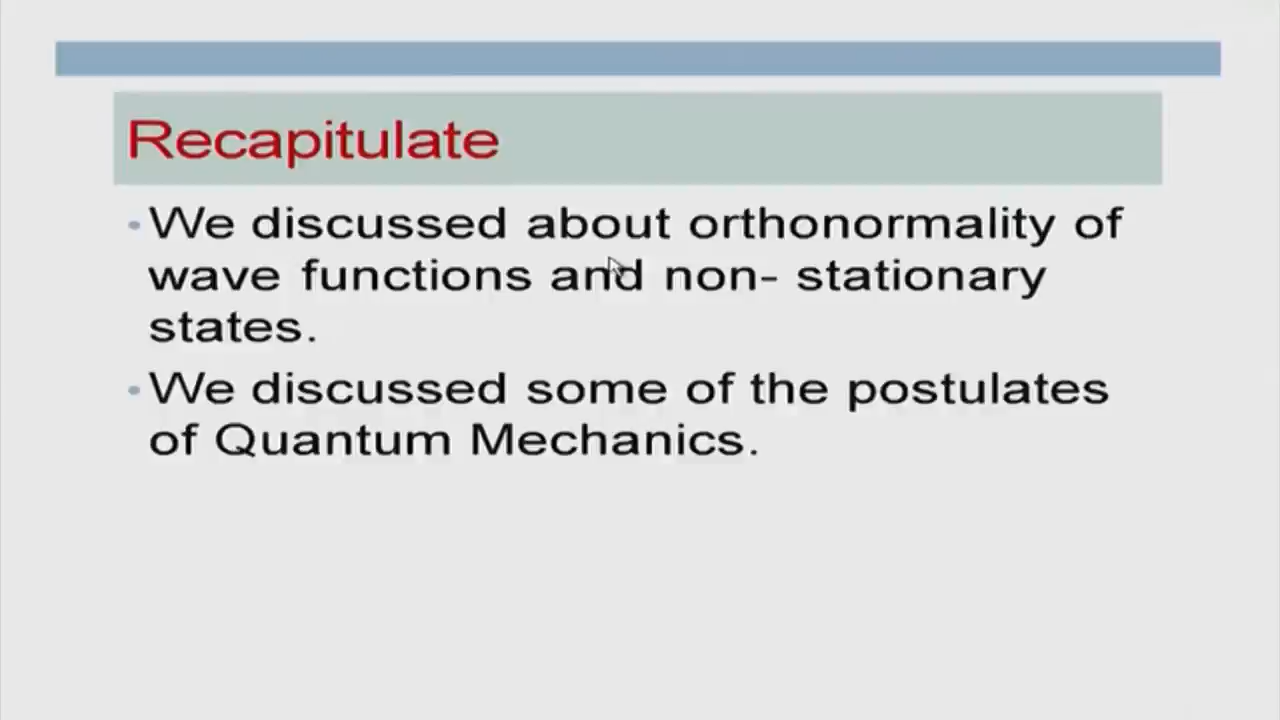 Recapitulate
• We discussed about orthonormality of
wave functions and non- stationary
states.
• We discussed some of the postulates
of Quantum Mechanics.